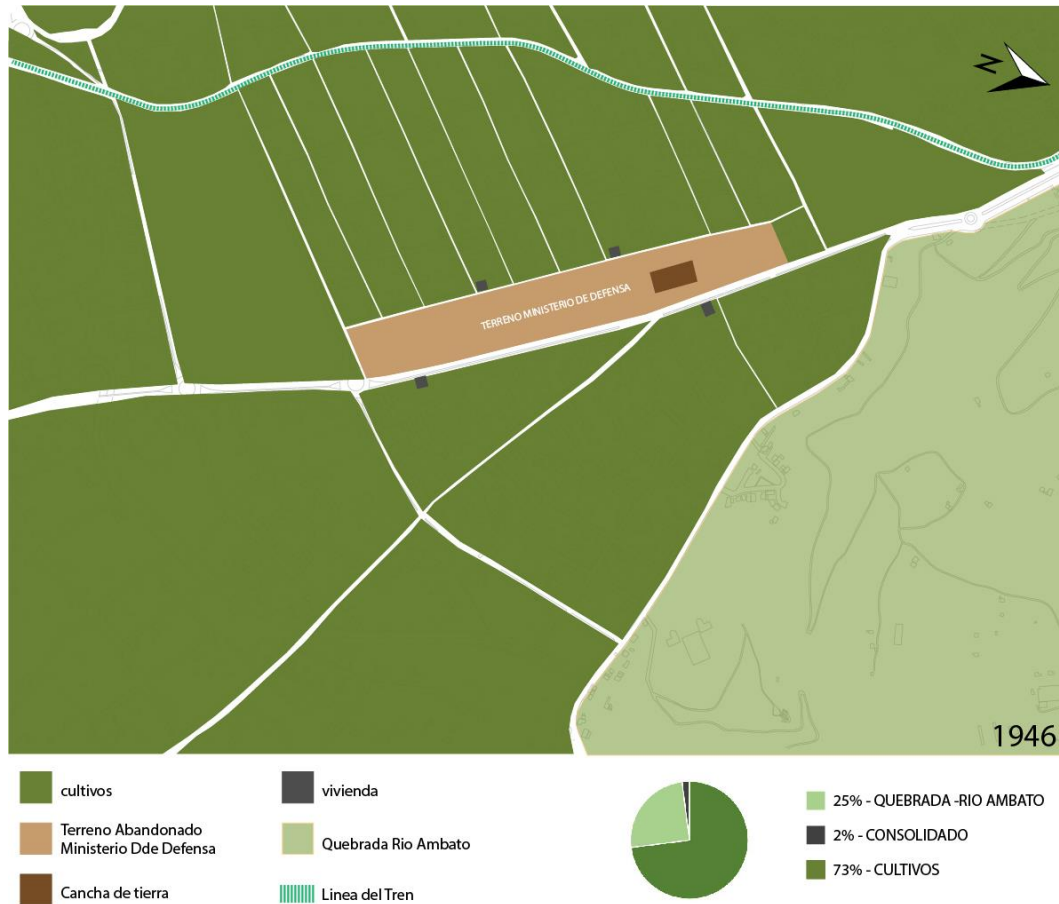 N
TERRENO MINISTERIO DE DEFENSA
1946
cultivos
Terreno Abandonado
Ministerio Dde Defensa
Cancha de tierra
vivienda
Quebrada Rio Ambato
Linea del Tren
25% - QUEBRADA -RIO AMBATO
2% - CONSOLIDADO
73% - CULTIVOS